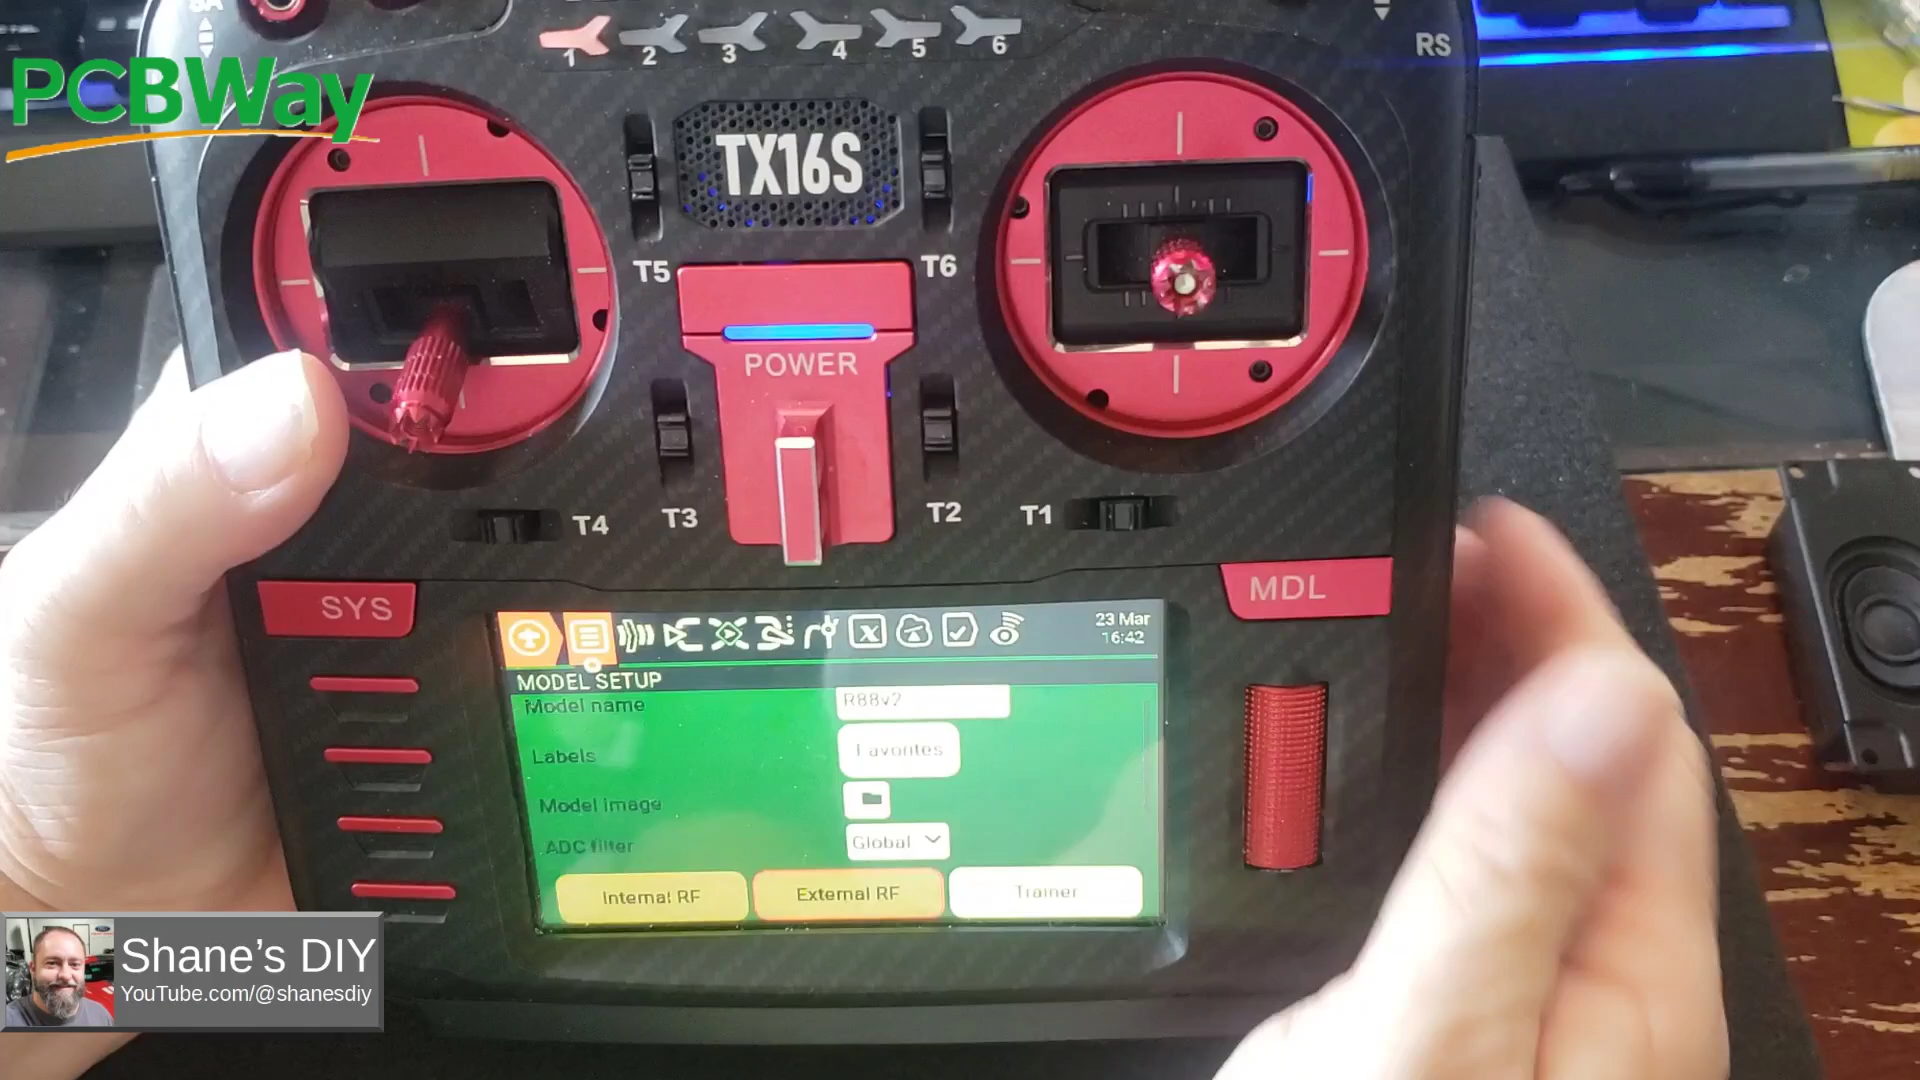 SA
1 2 3 4 5 6
RS
PCBWay
TX16S
T5
T6
POWER
T4
T3
T2
T1
SYS
MDL
23 Mar
16:42
MODEL SETUP
Model name
R88v2
Labels
Favorites
Model image
ADC filter
Global
Internal RF
External RF
Trainer
Shane's DIY
YouTube.com/@shanesdiy